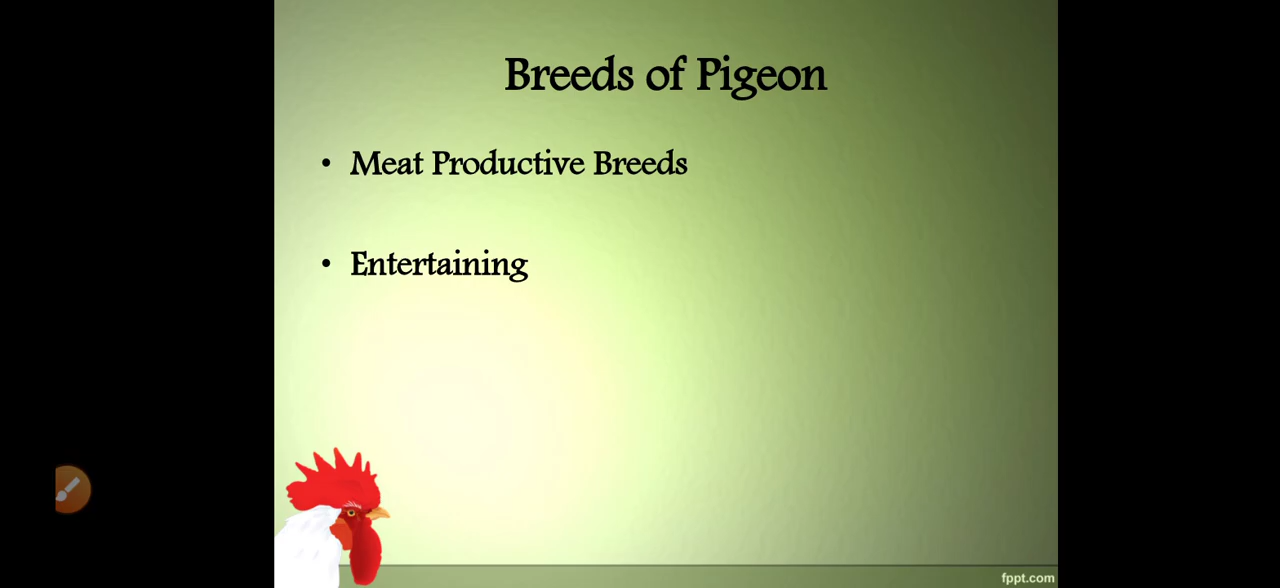 Breeds of Pigeon
• Meat Productive Breeds
• Entertaining
fppt.com